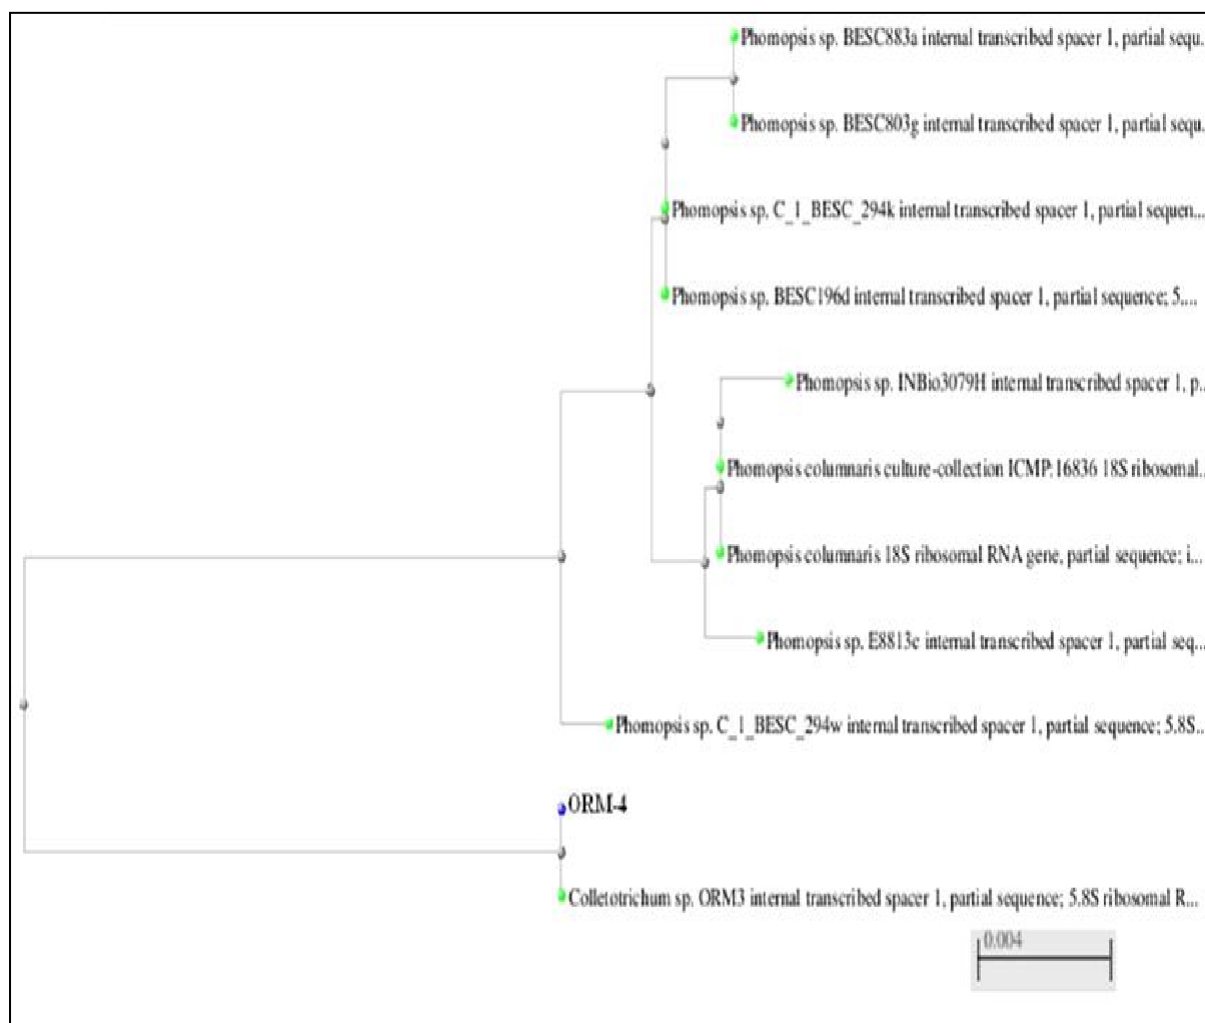 Phomopsis sp. BESC883a internal transcribed spacer 1, partial sequ..
Phomopsis sp. BESC803g internal transcribed spacer 1, partial sequ.
Phomopsis sp. C_1_BESC_294k internal transcribed spacer 1, partial sequen...
Phomopsis sp. BESC196d internal transcribed spacer 1, partial sequence; 5....
Phomopsis sp. INBio3079H internal transcribed spacer 1, p..
Phomopsis columnaris culture-collection ICMP:16836 18S ribosomal..
Phomopsis columnaris 18S ribosomal RNA gene, partial sequence; i...
Phomopsis sp. E8813c internal transcribed spacer 1, partial seq...
Phomopsis sp. C_1_BESC_294w internal transcribed spacer 1, partial sequence; 5.8S..
ORM-4
Colletotrichum sp. ORM3 internal transcribed spacer 1, partial sequence; 5.8S ribosomal R...
0.004